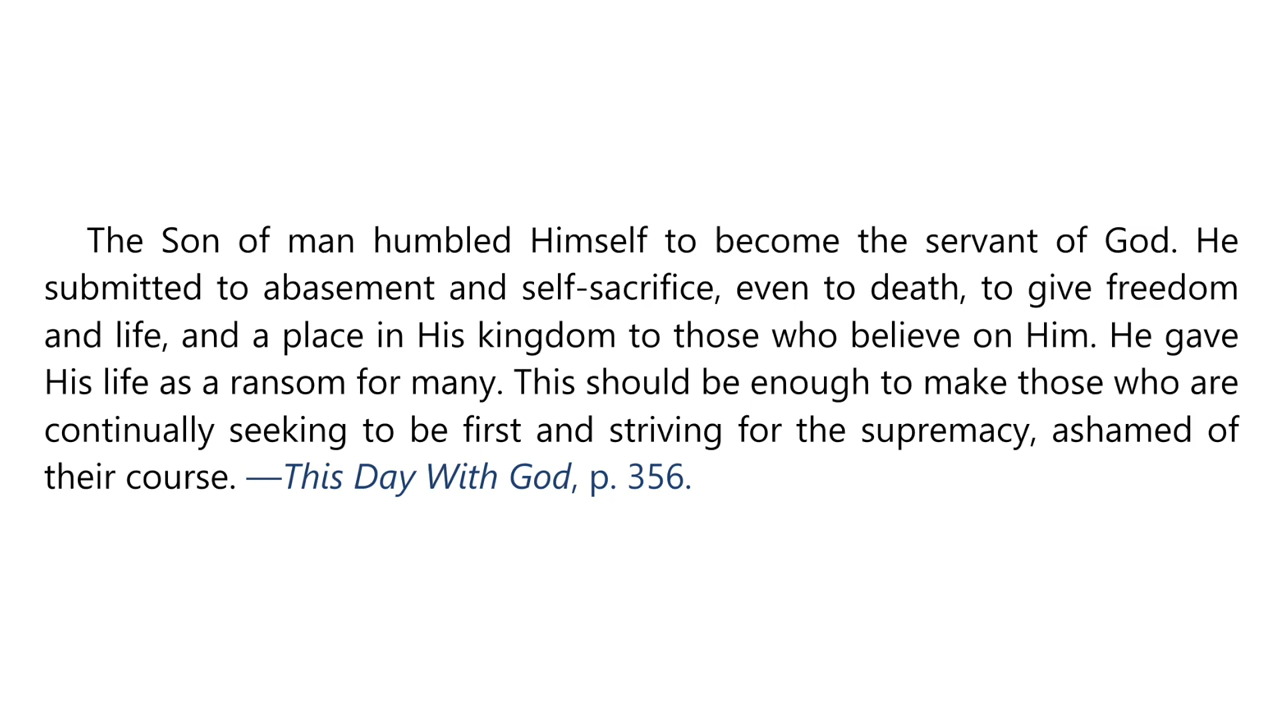 The Son of man humbled Himself to become the servant of God. He
submitted to abasement and self-sacrifice, even to death, to give freedom
and life, and a place in His kingdom to those who believe on Him. He gave
His life as a ransom for many. This should be enough to make those who are
continually seeking to be first and striving for the supremacy, ashamed of
their course. —This Day With God, p. 356.